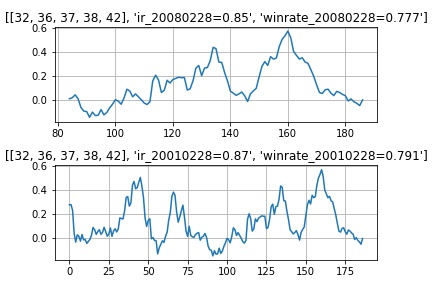 [[32, 36, 37, 38, 42], 'ir_20080228=0.85', 'winrate_20080228=0.777']
0.6
0.4
0.2
0.0
80 100 120 140 160 180
[[32, 36, 37, 38, 42], 'ir_20010228=0.87', 'winrate_20010228=0.791']
0.6
0.4
0.2
0.0
0 25 50 75 100 125 150 175